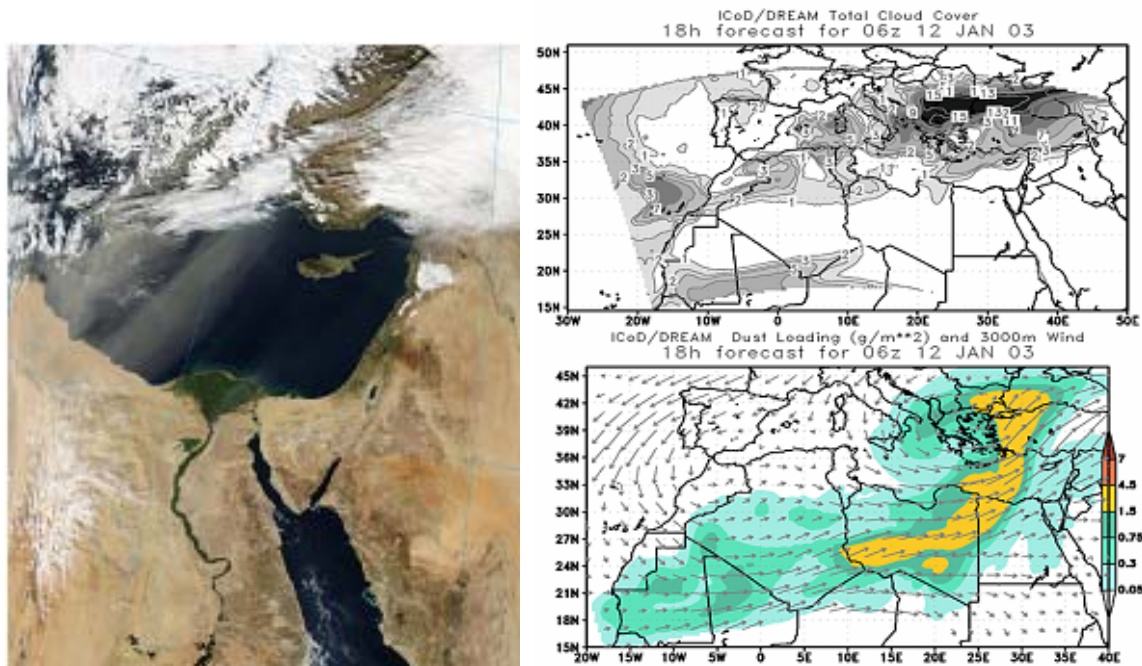 ICoD/DREAM Total Cloud Cover
18h forecast for 06z 12 JAN 03
50N
45N
40N
35N
30N
25N
20N
15N
30W 20W 10W 0 10E 20E 30E 40E 50E
ICoD/DREAM Dust Loading (g/m**2) and 3000m Wind
18h forecast for 06z 12 JAN 03
45N
42N
39N
36N
33N
30N
27N
24N
21N
18N
15N
20W 15W 10W 5W 0 5E 10E 15E 20E 25E 30E 35E 40E
7
4.5
1.5
0.75
0.3
0.05